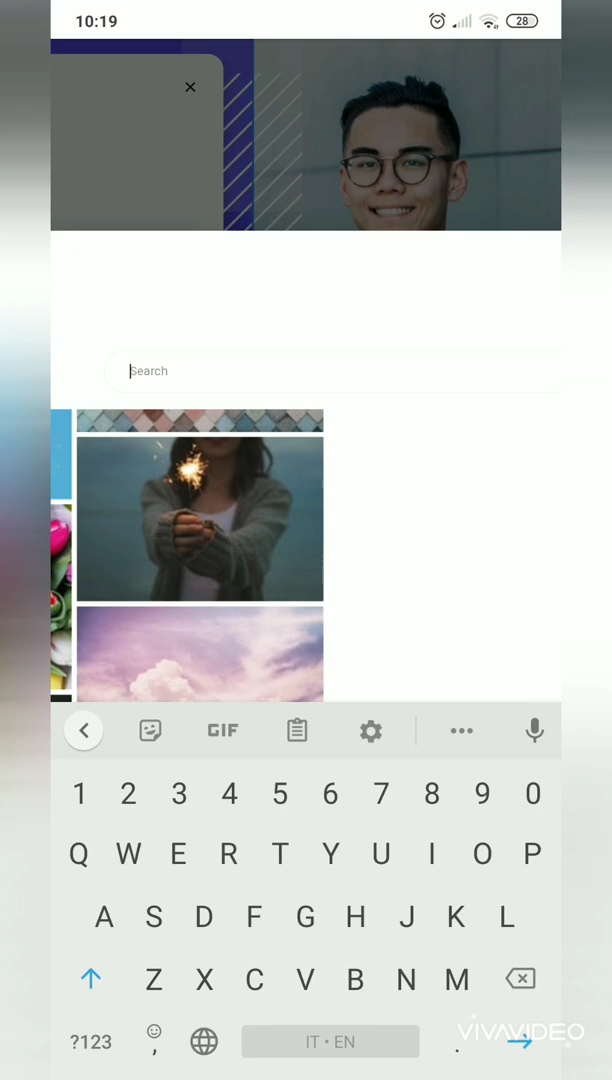 10:19
28
Search
GIF
1 2 3 4 5 6 7 8 9 0
Q W E R T Y U I O P
A S D F G H J K L
Z X C V B N M
?123 , IT • EN .
VIVAVIDEO